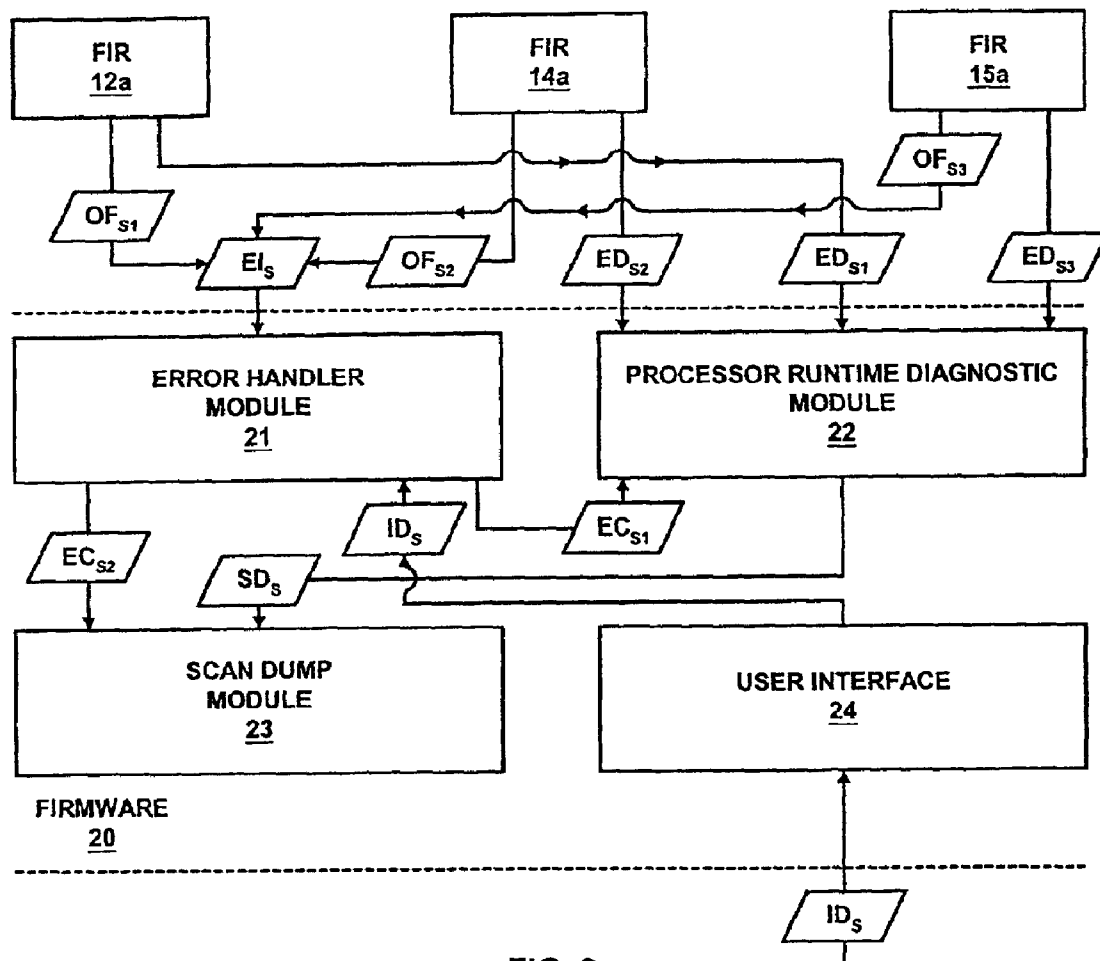 FIR
12a
FIR
14a
FIR
15a
OFS3
OFS1
EIS
OFS2
EDS2
EDS1
EDS3
ERROR HANDLER
MODULE
21
PROCESSOR RUNTIME DIAGNOSTIC
MODULE
22
ECS2
IDS
ECS1
SDS
SCAN DUMP
MODULE
23
USER INTERFACE
24
FIRMWARE
20
IDS